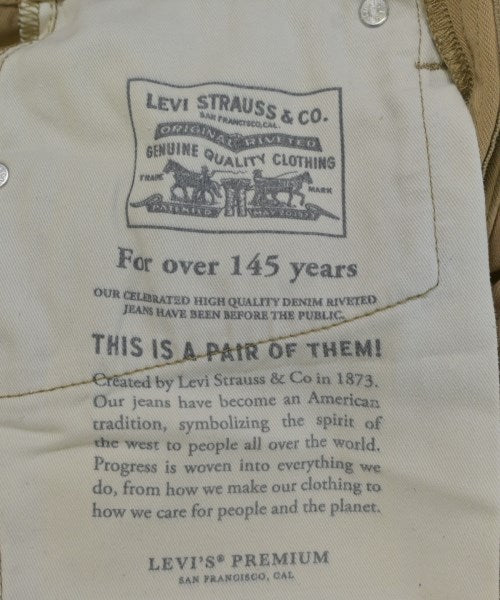 LEVI STRAUSS & CO.
SAN FRANCISCO, CAL.
ORIGINAL RIVETED
GENUINE QUALITY CLOTHING
TRADE MARK
PATENTED MAY 20 1873
For over 145 years
OUR CELEBRATED HIGH QUALITY DENIM RIVETED
JEANS HAVE BEEN BEFORE THE PUBLIC.
THIS IS A PAIR OF THEM!
Created by Levi Strauss & Co in 1873.
Our jeans have become an American
tradition, symbolizing the spirit of
the west to people all over the world.
Progress is woven into everything we
do, from how we make our clothing to
how we care for people and the planet.
LEVI'S® PREMIUM
SAN FRANCISCO, CAL